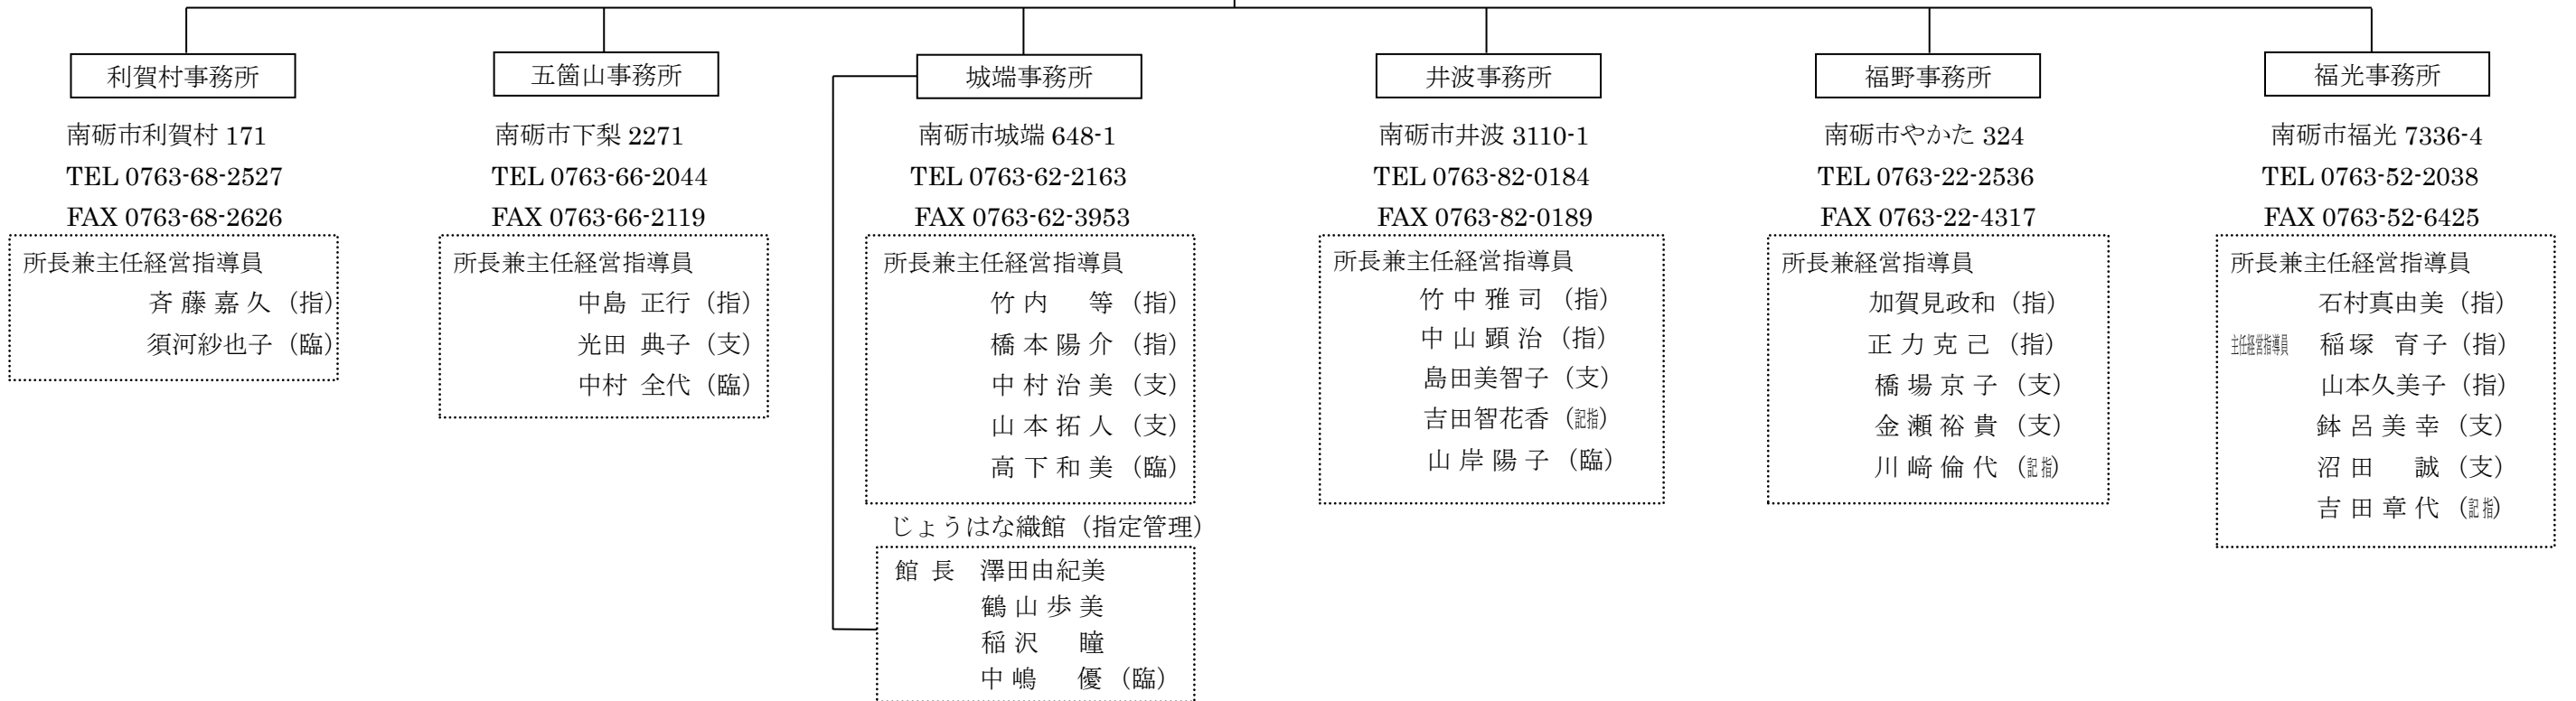 利賀村事務所
南砺市利賀村 171
TEL 0763-68-2527
FAX 0763-68-2626
所長兼主任経営指導員
斉藤嘉久（指）
須河紗也子（臨）
五箇山事務所
南砺市下梨 2271
TEL 0763-66-2044
FAX 0763-66-2119
所長兼主任経営指導員
中島 正行（指）
光田 典子（支）
中村 全代（臨）
城端事務所
南砺市城端 648-1
TEL 0763-62-2163
FAX 0763-62-3953
所長兼主任経営指導員
竹内 等（指）
橋本陽介（指）
中村治美（支）
山本拓人（支）
高下和美（臨）
じょうはな織館（指定管理）
館 長 澤田由紀美
鶴山歩美
稲沢 瞳
中嶋 優（臨）
井波事務所
南砺市井波 3110-1
TEL 0763-82-0184
FAX 0763-82-0189
所長兼主任経営指導員
竹中雅司（指）
中山顕治（指）
島田美智子（支）
吉田智花香（記指）
山岸陽子（臨）
福野事務所
南砺市やかた 324
TEL 0763-22-2536
FAX 0763-22-4317
所長兼経営指導員
加賀見政和（指）
正力克己（指）
橋場京子（支）
金瀬裕貴（支）
川﨑倫代（記指）
福光事務所
南砺市福光 7336-4
TEL 0763-52-2038
FAX 0763-52-6425
所長兼主任経営指導員
石村真由美（指）
主任経営指導員 稲塚 育子（指）
山本久美子（指）
鉢呂美幸（支）
沼田 誠（支）
吉田章代（記指）